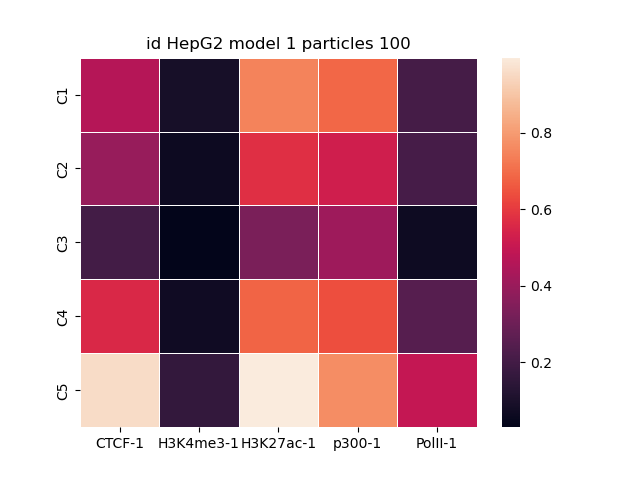 id HepG2 model 1 particles 100
C1
C2
C3
C4
C5
CTCF-1 H3K4me3-1 H3K27ac-1 p300-1 PolII-1
0.8
0.6
0.4
0.2